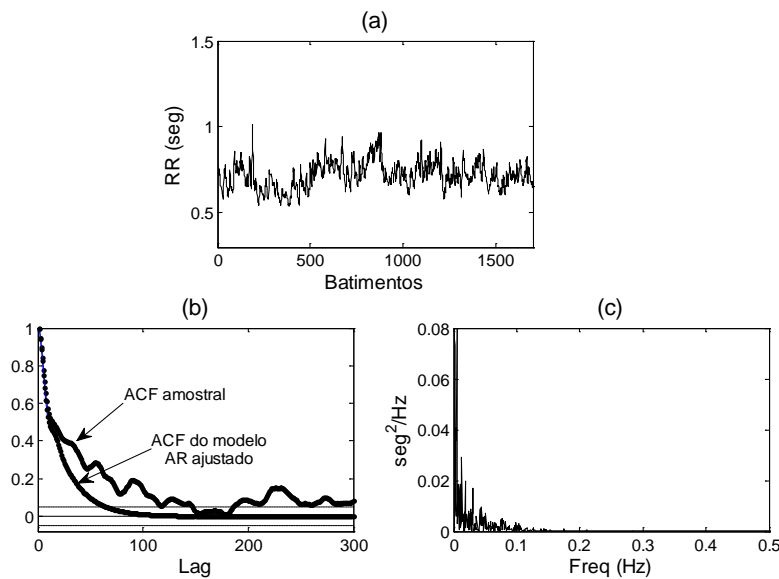 (a)
1.5
1
0.5
RR (seg)
0
500
1000
1500
Batimentos
(b)
1
0.8
0.6
0.4
0.2
0
ACF amostral
ACF do modelo
AR ajustado
0
100
200
300
Lag
(c)
0.08
0.06
0.04
0.02
0
seg²/Hz
0
0.1
0.2
0.3
0.4
0.5
Freq (Hz)